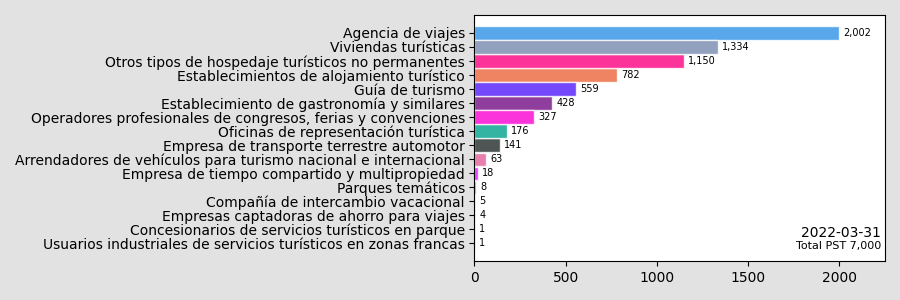 Agencia de viajes 2,002
Viviendas turísticas 1,334
Otros tipos de hospedaje turísticos no permanentes 1,150
Establecimientos de alojamiento turístico 782
Guía de turismo 559
Establecimiento de gastronomía y similares 428
Operadores profesionales de congresos, ferias y convenciones 327
Oficinas de representación turística 176
Empresa de transporte terrestre automotor 141
Arrendadores de vehículos para turismo nacional e internacional 63
Empresa de tiempo compartido y multipropiedad 18
Parques temáticos 8
Compañía de intercambio vacacional 5
Empresas captadoras de ahorro para viajes 4
Concesionarios de servicios turísticos en parque 1
Usuarios industriales de servicios turísticos en zonas francas 1
2022-03-31
Total PST 7,000
0 500 1000 1500 2000